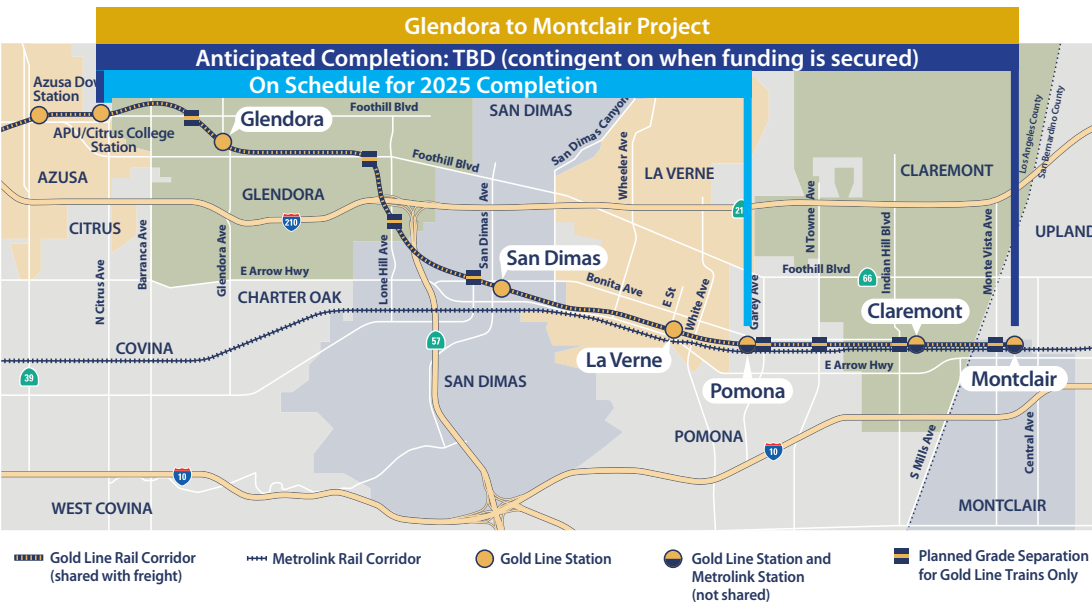 Glendora to Montclair Project
Anticipated Completion: TBD (contingent on when funding is secured)
On Schedule for 2025 Completion
Azusa Dow
Station
APU/Citrus College
Station
Glendora
Foothill Blvd
SAN DIMAS
San Dimas Canyon
Foothill Blvd
Wheeler Ave
LA VERNE
CLAREMONT
Los Angeles County
San Bernardino County
AZUSA
GLENDORA
210
21
CITRUS
Barranca Ave
Glendora Ave
San Dimas Ave
N Towne Ave
Indian Hill Blvd
Monte Vista Ave
UPLAND
N Citrus Ave
E Arrow Hwy
Lone Hill Ave
San Dimas
Bonita Ave
E St
White Ave
Garey Ave
Foothill Blvd
66
CHARTER OAK
Claremont
COVINA
57
La Verne
E Arrow Hwy
39
SAN DIMAS
Pomona
Montclair
POMONA
10
S Mills Ave
Central Ave
10
WEST COVINA
MONTCLAIR
Gold Line Rail Corridor
(shared with freight)
Metrolink Rail Corridor
Gold Line Station
Gold Line Station and
Metrolink Station
(not shared)
Planned Grade Separation
for Gold Line Trains Only